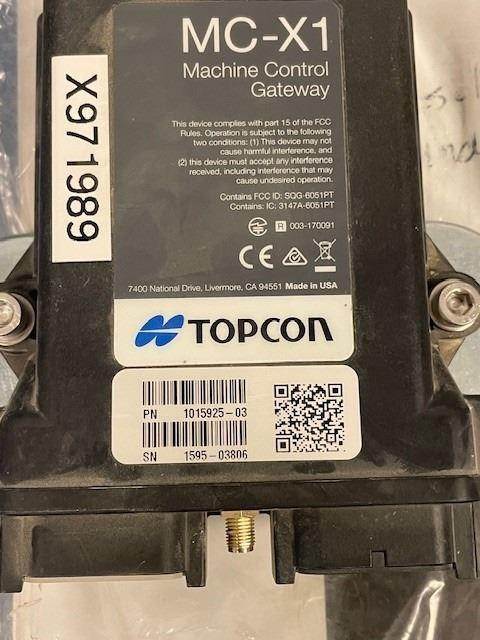 MC-X1
Machine Control
Gateway
This device complies with part 15 of the FCC
Rules. Operation is subject to the following
two conditions: (1) This device may not
cause harmful interference, and
(2) this device must accept any interference
received, including interference that may
cause undesired operation.
Contains FCC ID: SQG-6051PT
Contains: IC: 3147A-6051PT
R 003-170091
CE
7400 National Drive, Livermore, CA 94551 Made in USA
TOPCON
PN 1015925-03
SN 1595-03806
X971989